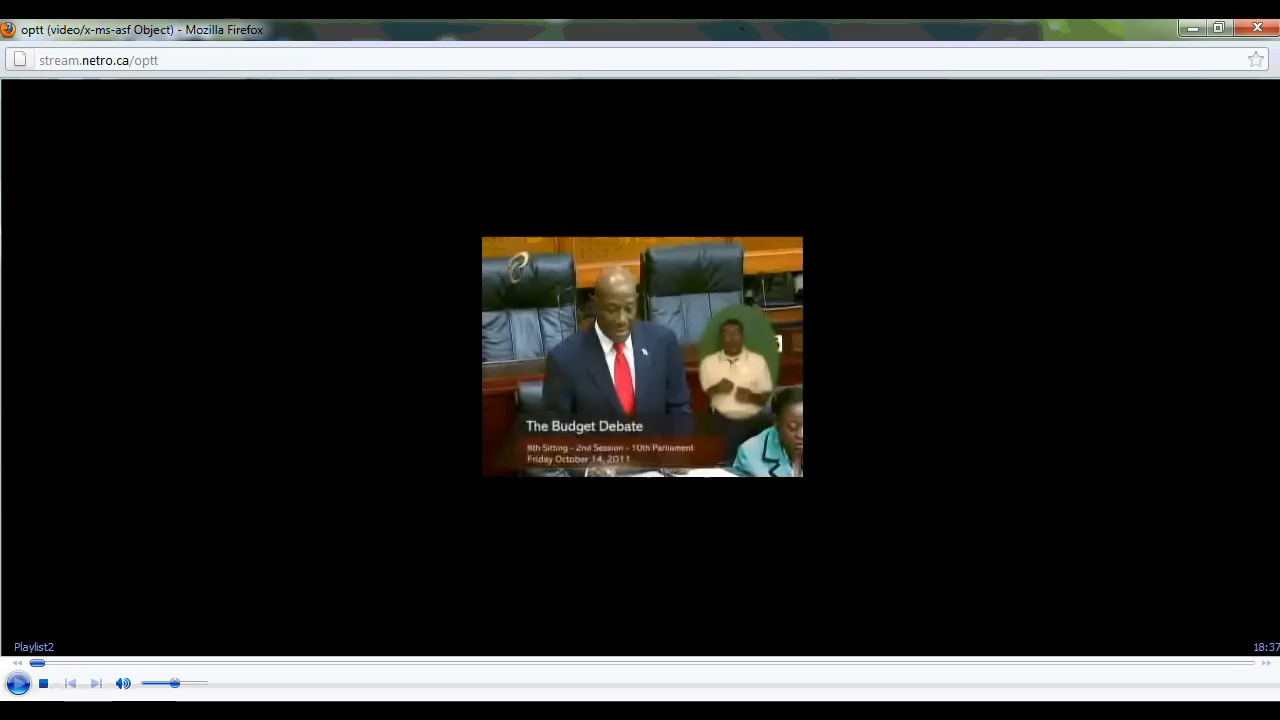 optt (video/x-ms-asf Object) - Mozilla Firefox
stream.netro.ca/optt
The Budget Debate
8th Sitting - 2nd Session - 10th Parliament
Friday October 14, 2011
Playlist2
18:37